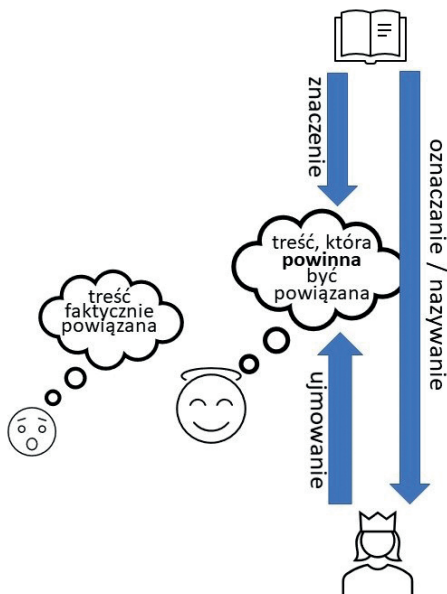 znaczenie
oznaczanie / nazywanie
treść, która
powinna
być
powiązana
treść
faktycznie
powiązana
ujmowanie